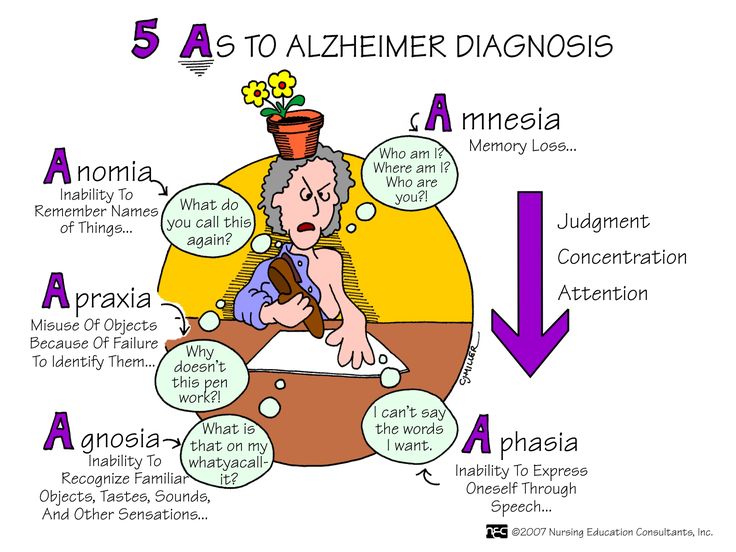 5 As TO ALZHEIMER DIAGNOSIS
Amnesia
Memory Loss...
Who am I?
Where am I?
Who are
you?!
Anomia
Inability To
Remember Names
of Things...
What do
you call this
again?
Judgment
Concentration
Attention
Apraxia
Misuse Of Objects
Because Of Failure
To Identify Them...
Why
doesn't
this pen
work?!
CJMILLER
Agnosia
Inability To
Recognize Familiar
Objects, Tastes, Sounds,
And Other Sensations...
What is
that on my
whatyacall-
it?
I can't say
the words
I want.
Aphasia
Inability To Express
Oneself Through
Speech...
NEC ©2007 Nursing Education Consultants, Inc.